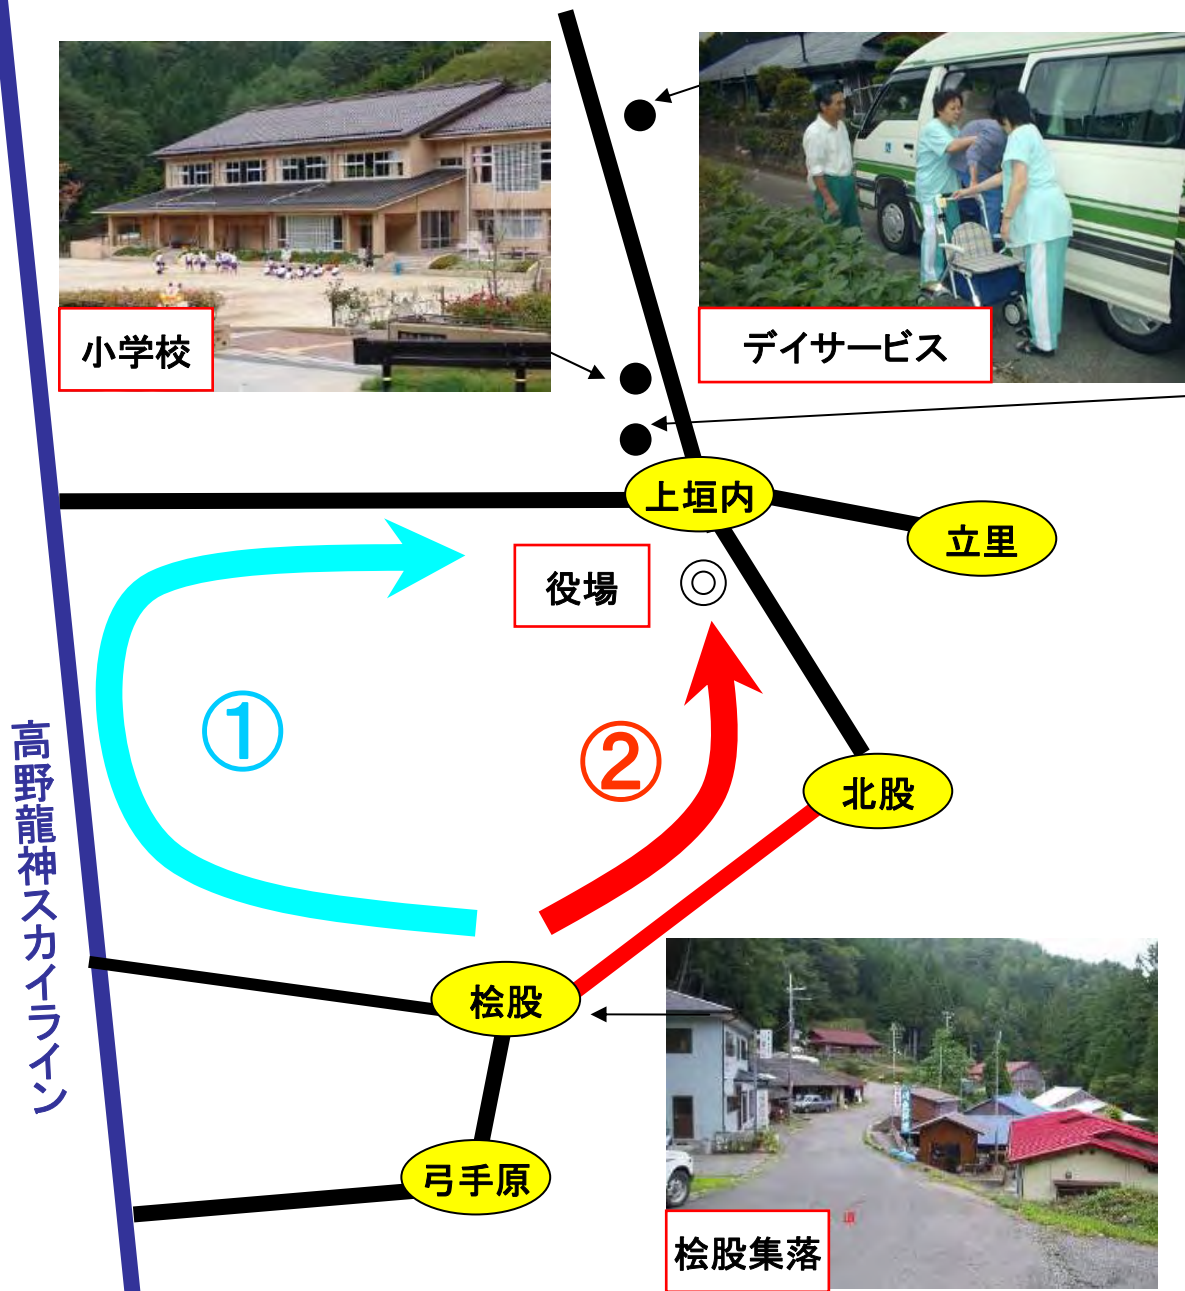 小学校
デイサービス
上垣内
立里
役場
①
②
高野龍神スカイライン
北股
桧股
弓手原
桧股集落